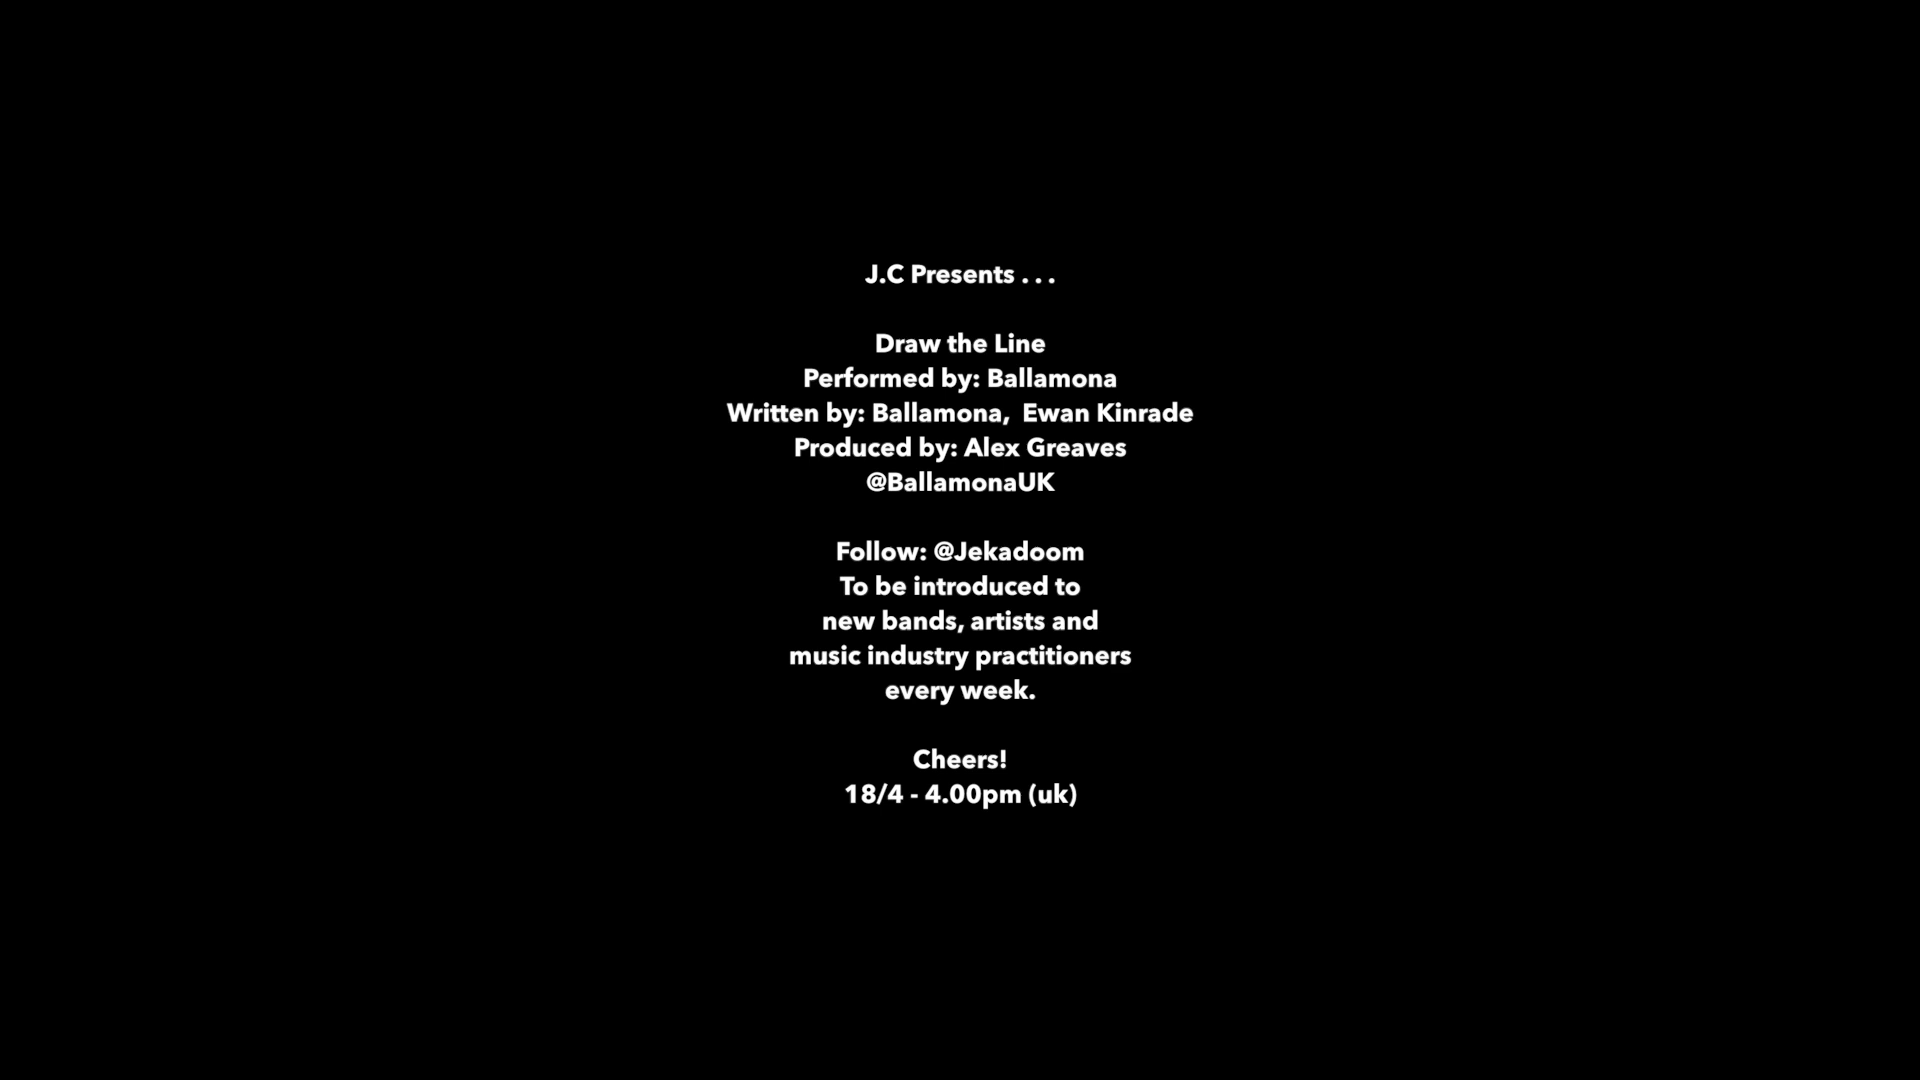 J.C Presents . . .
Draw the Line
Performed by: Ballamona
Written by: Ballamona,  Ewan Kinrade
Produced by: Alex Greaves
@BallamonaUK
Follow: @Jekadoom
To be introduced to
new bands, artists and
music industry practitioners
every week.
Cheers!
18/4 - 4.00pm (uk)